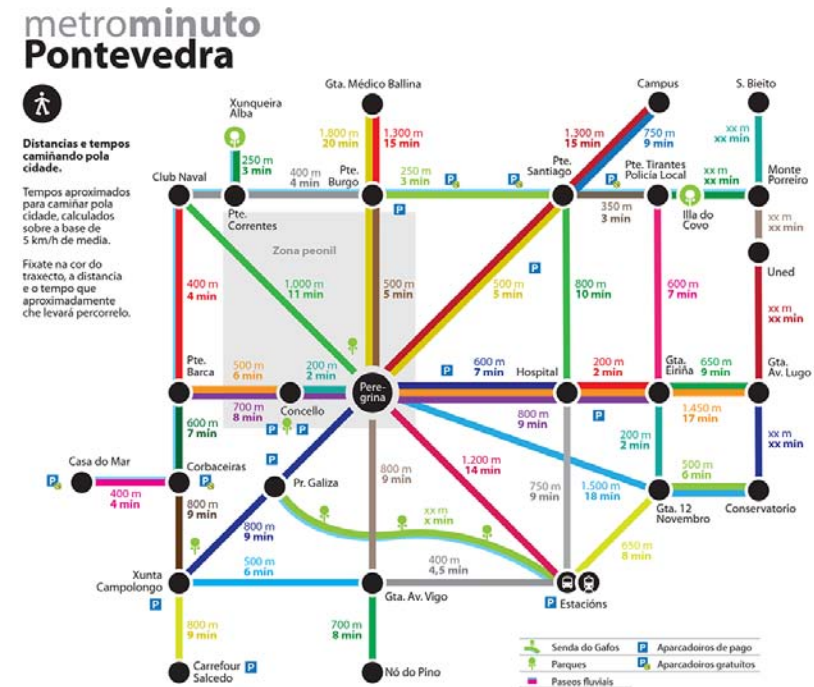 metrominuto
Pontevedra
Distancias e tempos
camiñando pola
cidade.
Tempos aproximados
para camiñar pola
cidade, calculados
sobre a base de
5 km/h de media.
Fixate na cor do
traxecto, a distancia
e o tempo que
aproximadamente
che levará percorrelo.
Gta. Médico Ballina
Campus
S. Bieito
Xunqueira
Alba
1.800 m
20 min
1.300 m
15 min
1.300 m
15 min
750 m
9 min
xx m
xx min
250 m
3 min
400 m
4 min
Pte.
Burgo
250 m
3 min
P
P
Pte.
Santiago
P
Pte. Tirantes
Policía Local
xx m
xx min
Monte
Porreiro
Club Naval
Pte.
Correntes
P
350 m
3 min
Illa do
Covo
xx m
xx min
Zona peonil
Uned
400 m
4 min
1.000 m
11 min
500 m
5 min
500 m
5 min
P
800 m
10 min
600 m
7 min
xx m
xx min
Pte.
Barca
500 m
6 min
200 m
2 min
Pere-
grina
P
600 m
7 min
Hospital
200 m
2 min
Gta.
Eiriña
650 m
9 min
Gta.
Av. Lugo
700 m
8 min
Concello
P
P
800 m
9 min
P
1.450 m
17 min
600 m
7 min
200 m
2 min
xx m
xx min
Casa do Mar
P
400 m
4 min
Corbaceiras
P
P
Pr. Galiza
800 m
9 min
1.200 m
14 min
750 m
9 min
1.500 m
18 min
500 m
6 min
Gta. 12
Novembro
Conservatorio
800 m
9 min
800 m
9 min
xx m
x min
650 m
8 min
Xunta
Campolongo
P
500 m
6 min
400 m
4,5 min
Gta. Av. Vigo
P Estacións
800 m
9 min
700 m
8 min
Carrefour
Salcedo
P
Nó do Pino
Senda do Gafos
P Aparcadoiros de pago
Parques
P Aparcadoiros gratuítos
Paseos fluviais